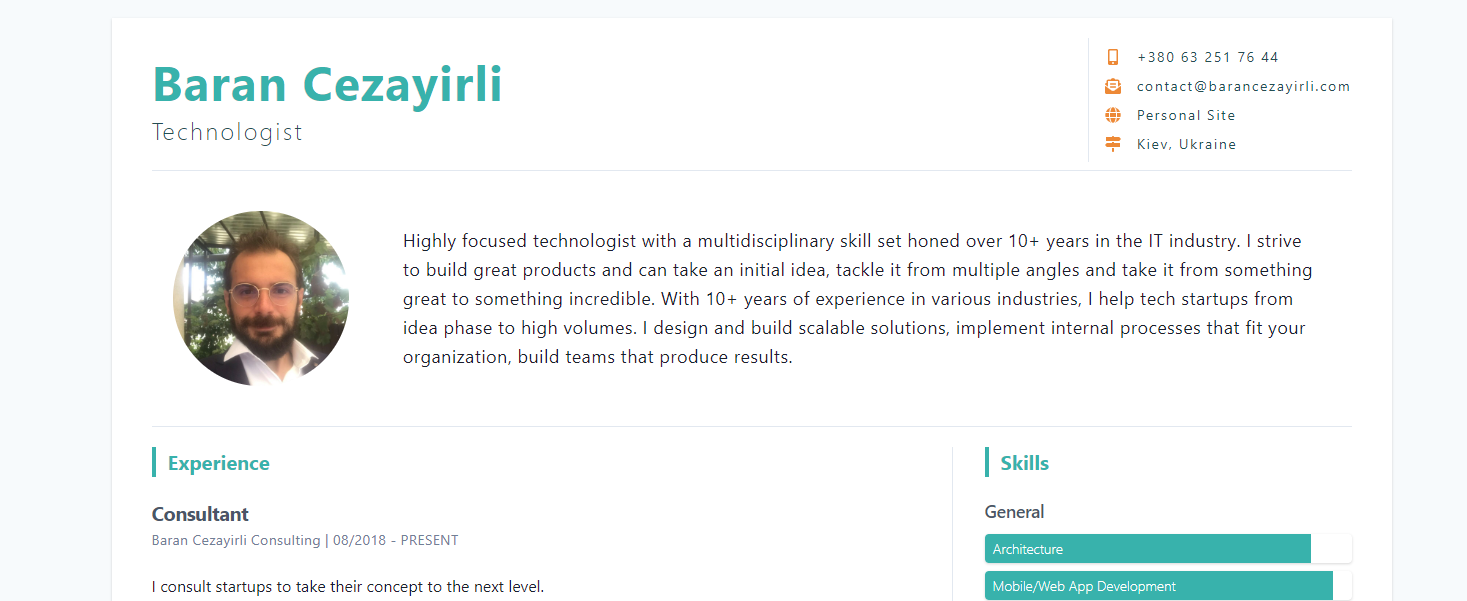 Baran Cezayirli
Technologist
+380 63 251 76 44
contact@barancezayirli.com
Personal Site
Kiev, Ukraine
Highly focused technologist with a multidisciplinary skill set honed over 10+ years in the IT industry. I strive
to build great products and can take an initial idea, tackle it from multiple angles and take it from something
great to something incredible. With 10+ years of experience in various industries, I help tech startups from
idea phase to high volumes. I design and build scalable solutions, implement internal processes that fit your
organization, build teams that produce results.
Experience
Consultant
Baran Cezayirli Consulting | 08/2018 - PRESENT
I consult startups to take their concept to the next level.
Skills
General
Architecture
Mobile/Web App Development